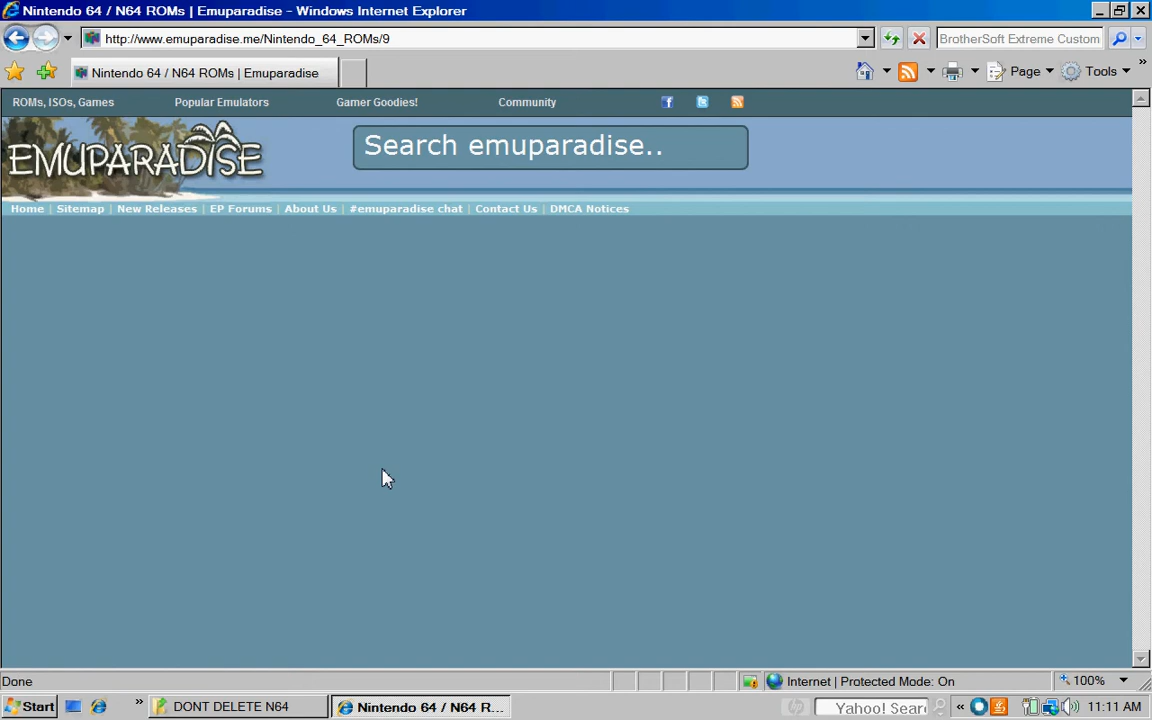 Nintendo 64 / N64 ROMs | Emuparadise - Windows Internet Explorer
http://www.emuparadise.me/Nintendo_64_ROMs/9
BrotherSoft Extreme Custom
Nintendo 64 / N64 ROMs | Emuparadise
Page
Tools
ROMs, ISOs, Games
Popular Emulators
Gamer Goodies!
Community
EMUPARADISE
Search emuparadise..
Home | Sitemap | New Releases | EP Forums | About Us | #emuparadise chat | Contact Us | DMCA Notices
Done
Internet | Protected Mode: On
100%
Start
DONT DELETE N64
Nintendo 64 / N64 R...
Yahoo! Sear
11:11 AM